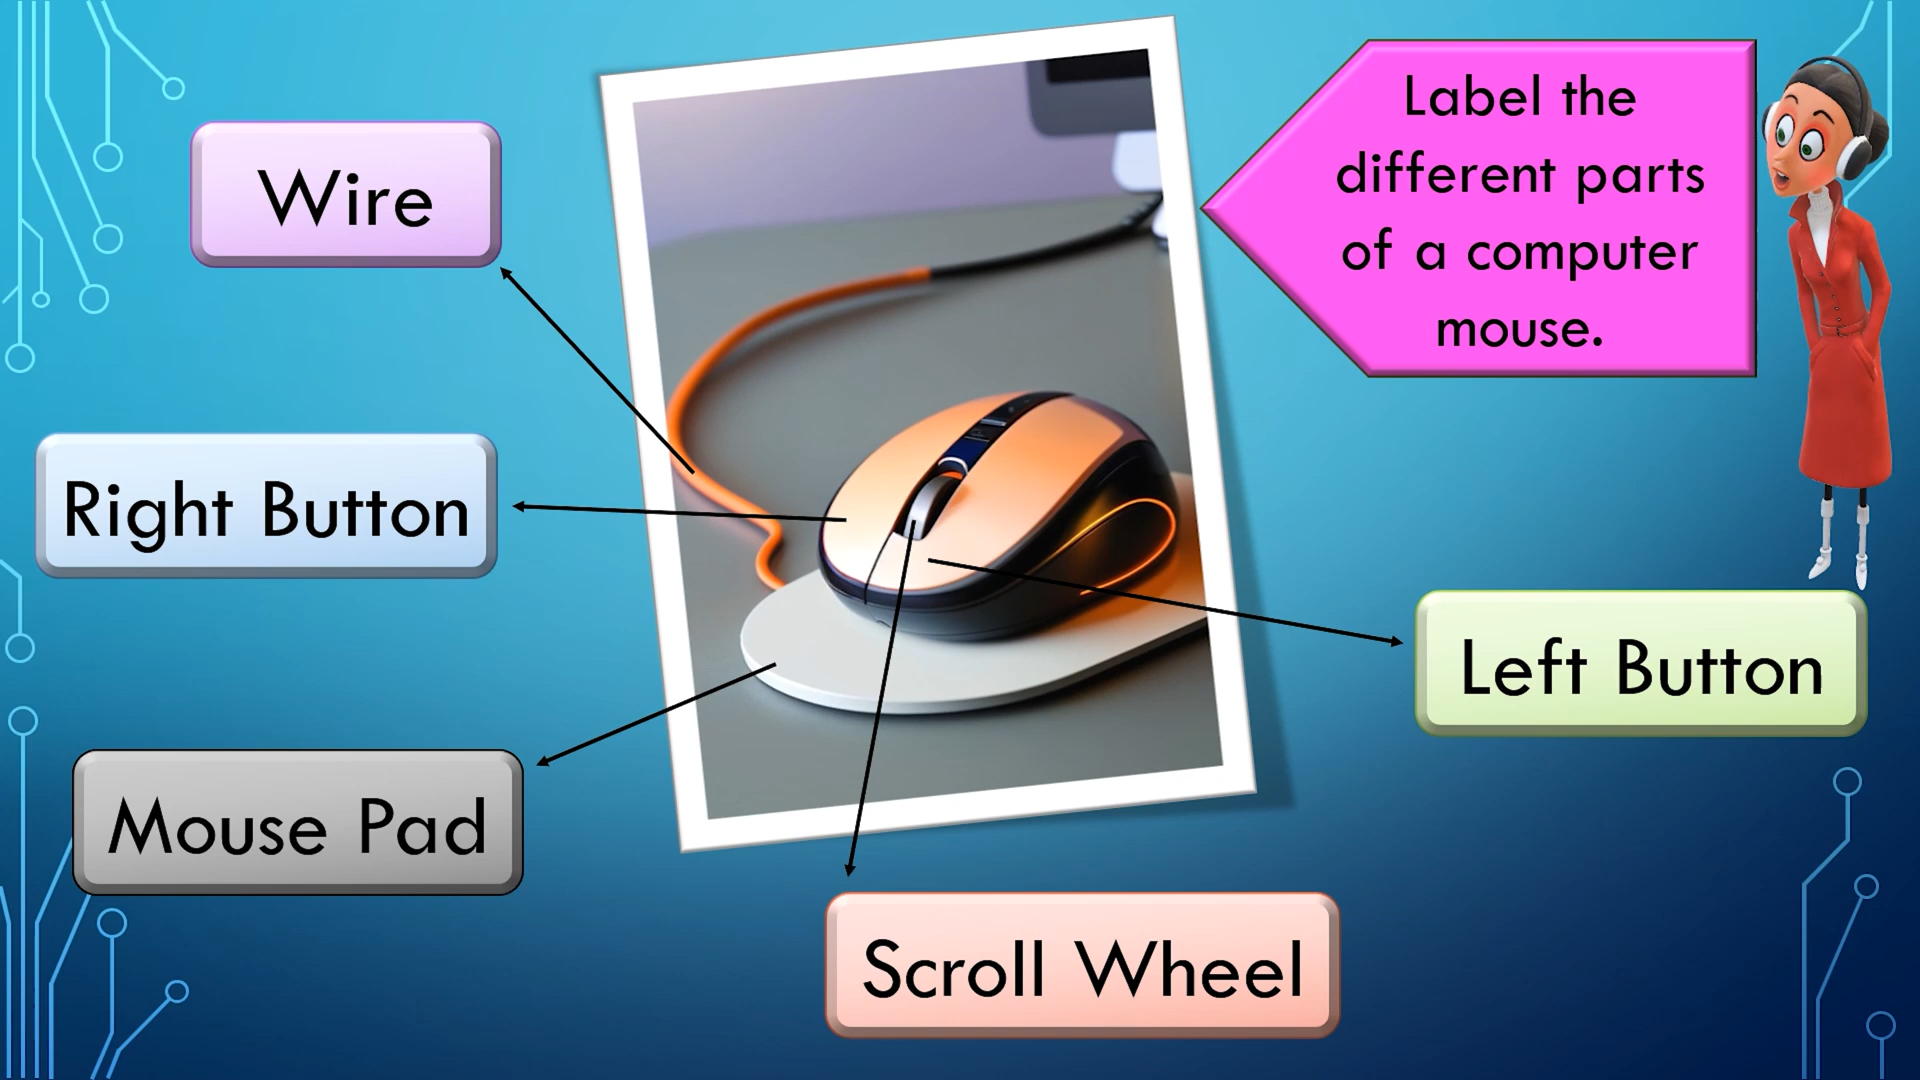 Label the
different parts
of a computer
mouse.
Wire
Right Button
Left Button
Mouse Pad
Scroll Wheel